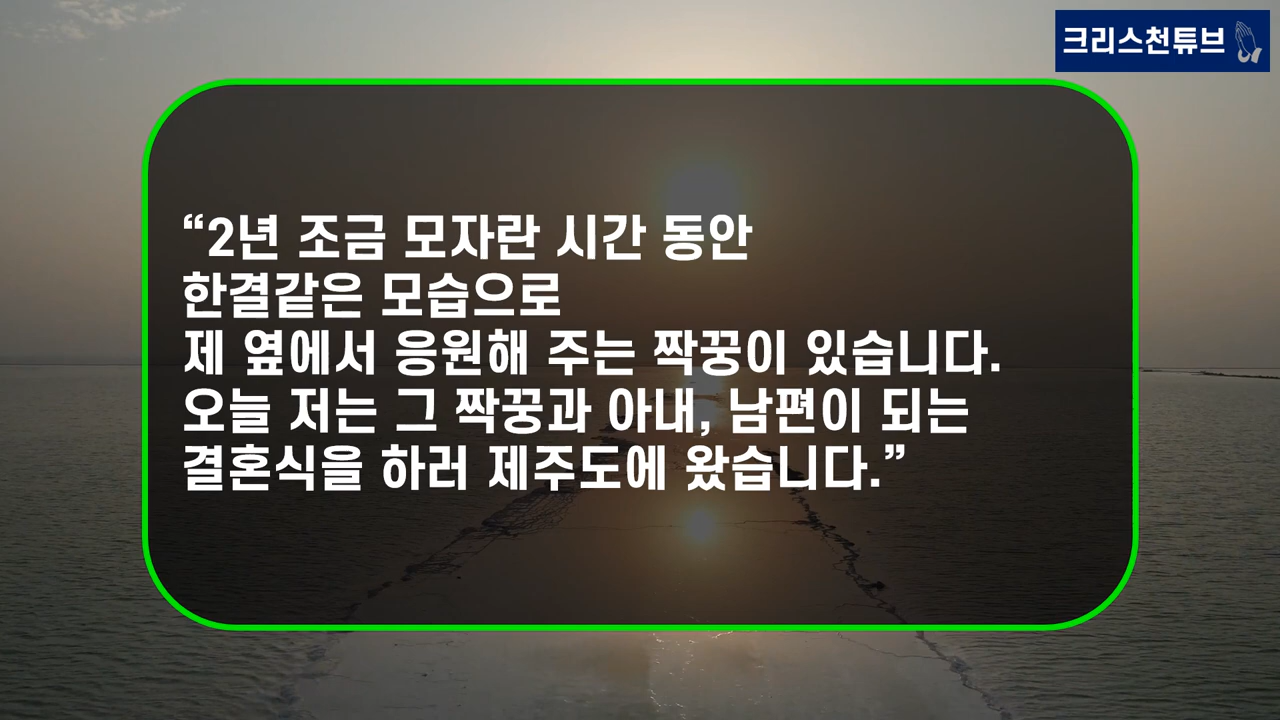 크리스천튜브
“2년 조금 모자란 시간 동안
한결같은 모습으로
제 옆에서 응원해 주는 짝꿍이 있습니다.
오늘 저는 그 짝꿍과 아내, 남편이 되는
결혼식을 하러 제주도에 왔습니다.”